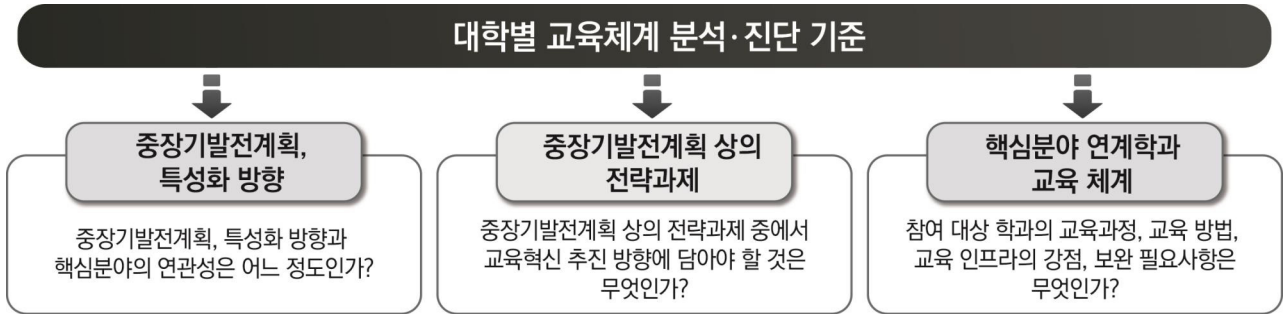 대학별 교육체계 분석·진단 기준
중장기발전계획,
특성화 방향
중장기발전계획, 특성화 방향과
핵심분야의 연관성은 어느 정도인가?
중장기발전계획 상의
전략과제
중장기발전계획 상의 전략과제 중에서
교육혁신 추진 방향에 담아야 할 것은
무엇인가?
핵심분야 연계학과
교육 체계
참여 대상 학과의 교육과정, 교육 방법,
교육 인프라의 강점, 보완 필요사항은
무엇인가?